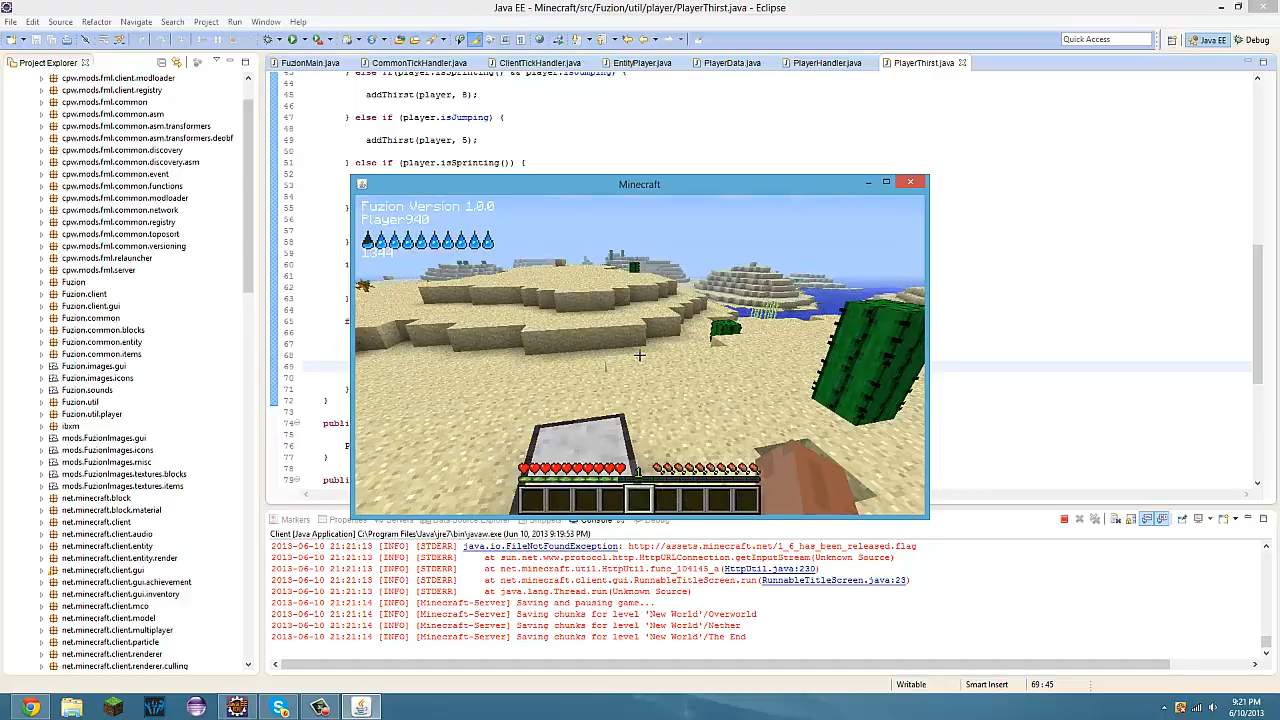 Java EE - Minecraft/src/Fuzion/util/player/PlayerThirst.java - Eclipse
File Edit Source Refactor Navigate Search Project Run Window Help
Quick Access
Java EE
Debug
Project Explorer
cpw.mods.fml.client.modloader
cpw.mods.fml.client.registry
cpw.mods.fml.common
cpw.mods.fml.common.asm
cpw.mods.fml.common.asm.transformers
cpw.mods.fml.common.asm.transformers.deobf
cpw.mods.fml.common.discovery
cpw.mods.fml.common.discovery.asm
cpw.mods.fml.common.event
cpw.mods.fml.common.functions
cpw.mods.fml.common.modloader
cpw.mods.fml.common.network
cpw.mods.fml.common.registry
cpw.mods.fml.common.toposort
cpw.mods.fml.common.versioning
cpw.mods.fml.relauncher
cpw.mods.fml.server
Fuzion
Fuzion.client
Fuzion.client.gui
Fuzion.common
Fuzion.common.blocks
Fuzion.common.entity
Fuzion.common.items
Fuzion.images.gui
Fuzion.images.icons
Fuzion.sounds
Fuzion.util
Fuzion.util.player
ibxm
mods.FuzionImages.gui
mods.FuzionImages.icons
mods.FuzionImages.misc
mods.FuzionImages.textures.blocks
mods.FuzionImages.textures.items
net.minecraft.block
net.minecraft.block.material
net.minecraft.client
net.minecraft.client.audio
net.minecraft.client.entity
net.minecraft.client.entity.render
net.minecraft.client.gui
net.minecraft.client.gui.achievement
net.minecraft.client.gui.inventory
net.minecraft.client.mco
net.minecraft.client.model
net.minecraft.client.multiplayer
net.minecraft.client.particle
net.minecraft.client.renderer
net.minecraft.client.renderer.culling
FuzionMain.java
CommonTickHandler.java
ClientTickHandler.java
EntityPlayer.java
PlayerData.java
PlayerHandler.java
PlayerThirst.java
45 addThirst(player, 8);
46
47 } else if (player.isJumping) {
48
49 addThirst(player, 5);
50
51 } else if (player.isSprinting()) {
52
53
54
55
56
57
58
59
60
61
62
63
64
65
66
67
68
69
70
71
72 }
73
74 publi
75
76
77 }
78
79 publi
Minecraft
Fuzion Version 1.0.0
Player940
1344
1
Markers
Console
Debug
Client [Java Application] C:\Program Files\Java\jre7\bin\javaw.exe (Jun 10, 2013 9:19:53 PM)
2013-06-10 21:21:13 [INFO] [STDERR] java.io.FileNotFoundException: http://assets.minecraft.net/1_6_has_been_released.flag
2013-06-10 21:21:13 [INFO] [STDERR] at sun.net.www.protocol.http.HttpURLConnection.getInputStream(Unknown Source)
2013-06-10 21:21:13 [INFO] [STDERR] at net.minecraft.util.HttpUtil.func_104145_a(HttpUtil.java:230)
2013-06-10 21:21:13 [INFO] [STDERR] at net.minecraft.client.gui.RunnableTitleScreen.run(RunnableTitleScreen.java:23)
2013-06-10 21:21:13 [INFO] [STDERR] at java.lang.Thread.run(Unknown Source)
2013-06-10 21:21:14 [INFO] [Minecraft-Server] Saving and pausing game...
2013-06-10 21:21:14 [INFO] [Minecraft-Server] Saving chunks for level 'New World'/Overworld
2013-06-10 21:21:14 [INFO] [Minecraft-Server] Saving chunks for level 'New World'/Nether
2013-06-10 21:21:14 [INFO] [Minecraft-Server] Saving chunks for level 'New World'/The End
Writable
Smart Insert
69 : 45
9:21 PM
6/10/2013